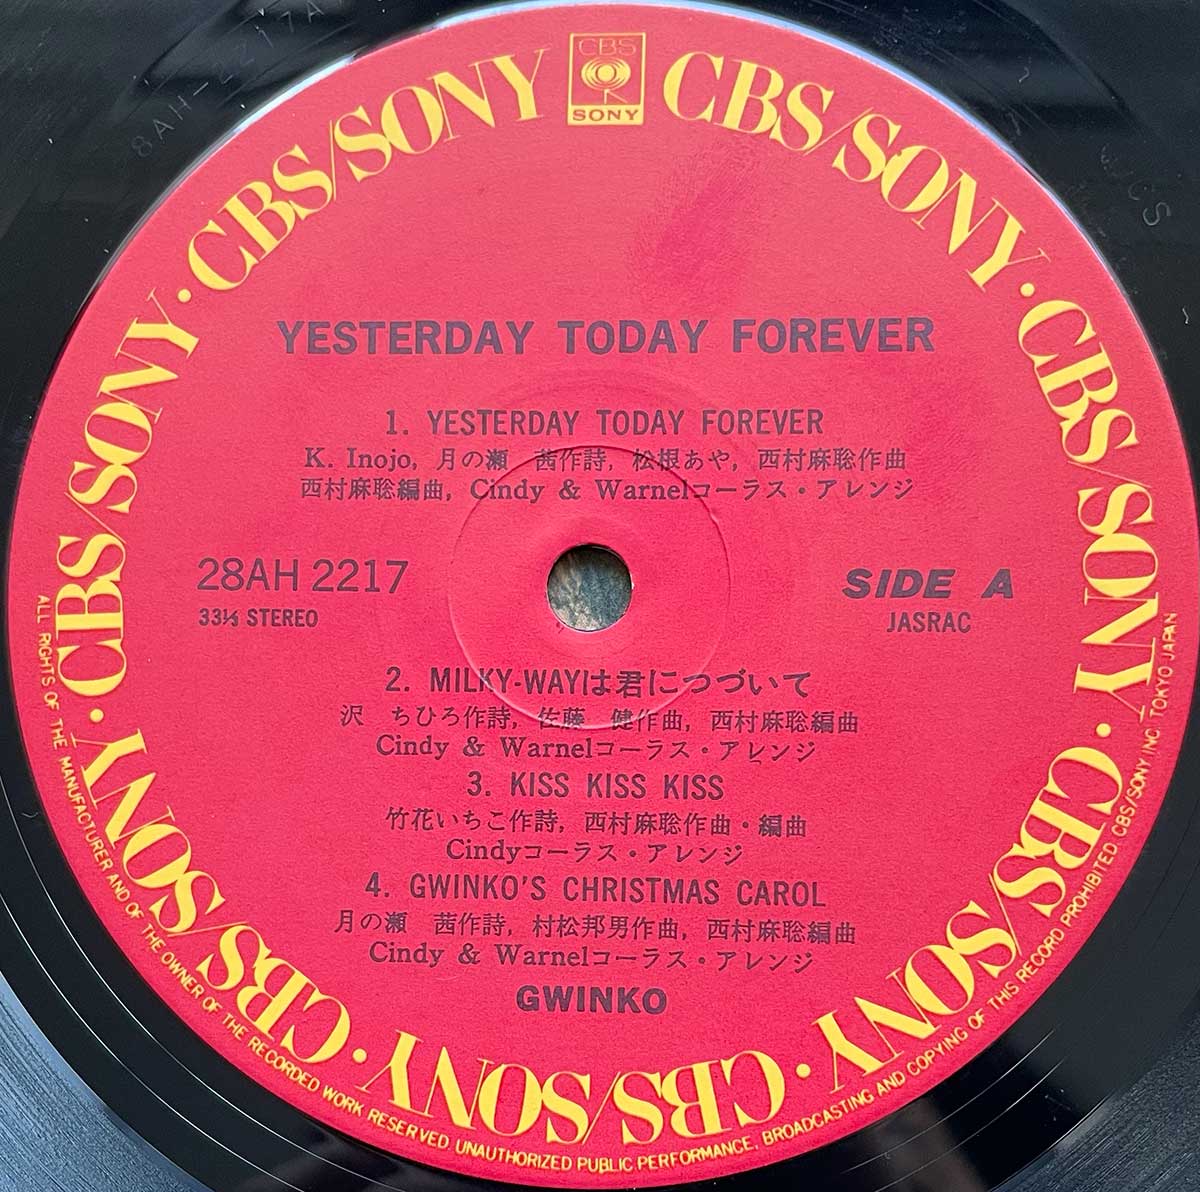 CBS
SONY
CBS/SONY · CBS/SONY · CBS/SONY · CBS/SONY · CBS/SONY · CBS/SONY · CBS/SONY · CBS/SONY · CBS/SONY · CBS/SONY
YESTERDAY TODAY FOREVER
1. YESTERDAY TODAY FOREVER
K. Inojo, 月の瀬 茜作詩, 松根あや, 西村麻聡作曲
西村麻聡編曲, Cindy & Warnelコーラス・アレンジ
28AH 2217
33⅓ STEREO
SIDE A
JASRAC
2. MILKY-WAYは君につづいて
沢 ちひろ作詩, 佐藤 健作曲, 西村麻聡編曲
Cindy & Warnelコーラス・アレンジ
3. KISS KISS KISS
竹花いちこ作詩, 西村麻聡作曲・編曲
Cindyコーラス・アレンジ
4. GWINKO'S CHRISTMAS CAROL
月の瀬 茜作詩, 村松邦男作曲, 西村麻聡編曲
Cindy & Warnelコーラス・アレンジ
GWINKO
ALL RIGHTS OF THE MANUFACTURER AND OF THE OWNER OF THE RECORDED WORK RESERVED UNAUTHORIZED PUBLIC PERFORMANCE, BROADCASTING AND COPYING OF THIS RECORD PROHIBITED CBS/SONY INC. TOKYO JAPAN